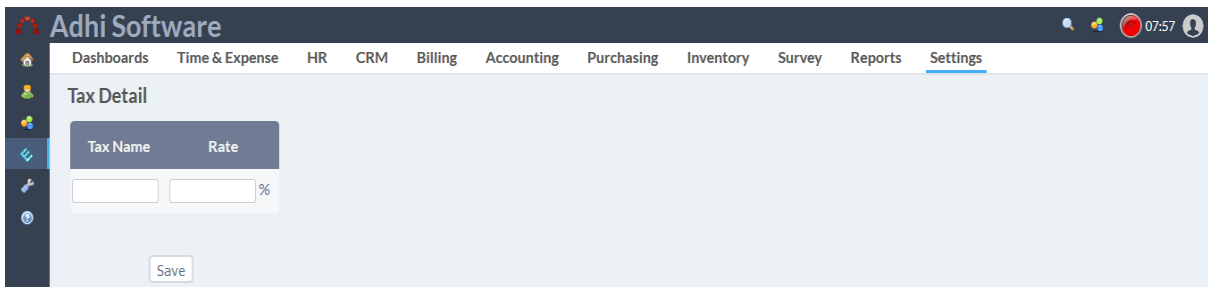 Adhi Software
07:57
Dashboards Time & Expense HR CRM Billing Accounting Purchasing Inventory Survey Reports Settings
Tax Detail
Tax Name Rate
%
Save